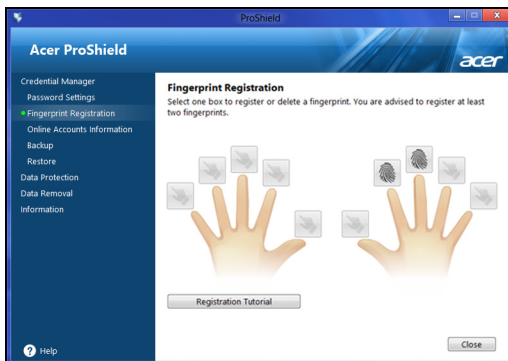 ProShield
Acer ProShield
acer
Credential Manager
Password Settings
Fingerprint Registration
Online Accounts Information
Backup
Restore
Data Protection
Data Removal
Information
Fingerprint Registration
Select one box to register or delete a fingerprint. You are advised to register at least
two fingerprints.
Registration Tutorial
? Help
Close